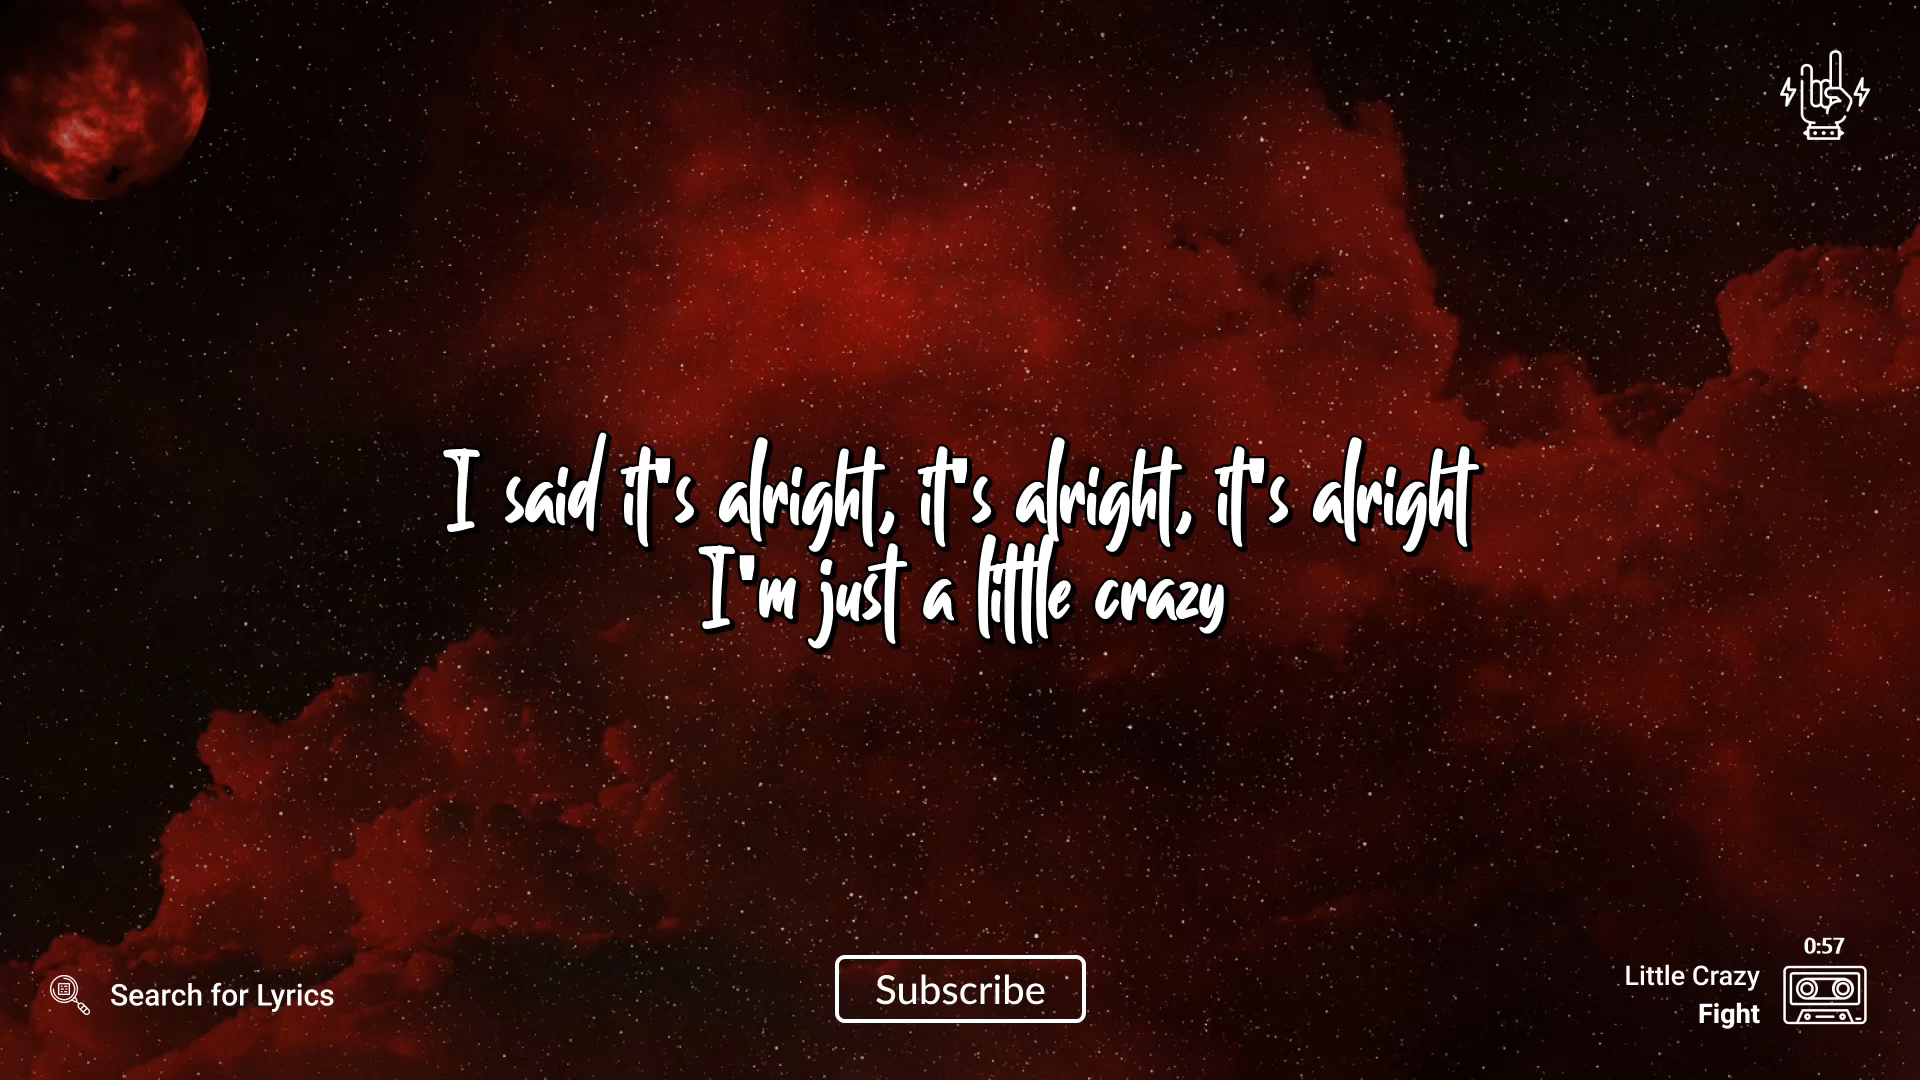 I said it's alright, it's alright, it's alright
I'm just a little crazy
Search for Lyrics
Subscribe
0:57
Little Crazy
Fight